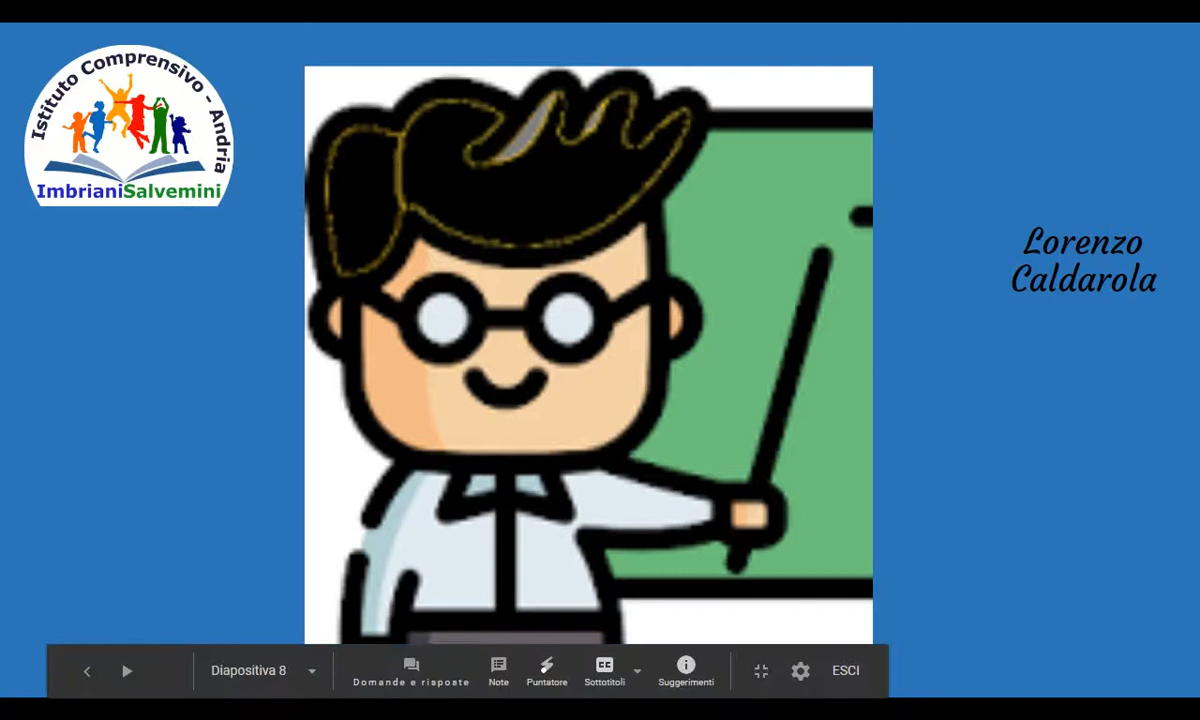 Istituto Comprensivo - Andria
ImbrianiSalvemini
Lorenzo
Caldarola
Diapositiva 8
Domande e risposte
Note
Puntatore
Sottotitoli
Suggerimenti
ESCI